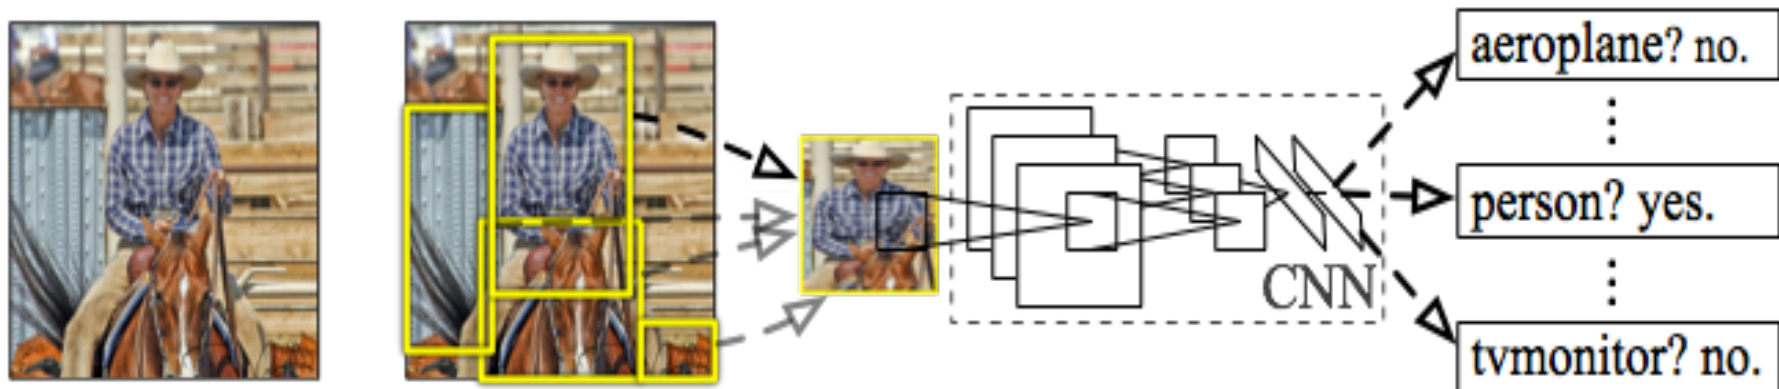 aeroplane? no.
person? yes.
CNN
tvmonitor? no.